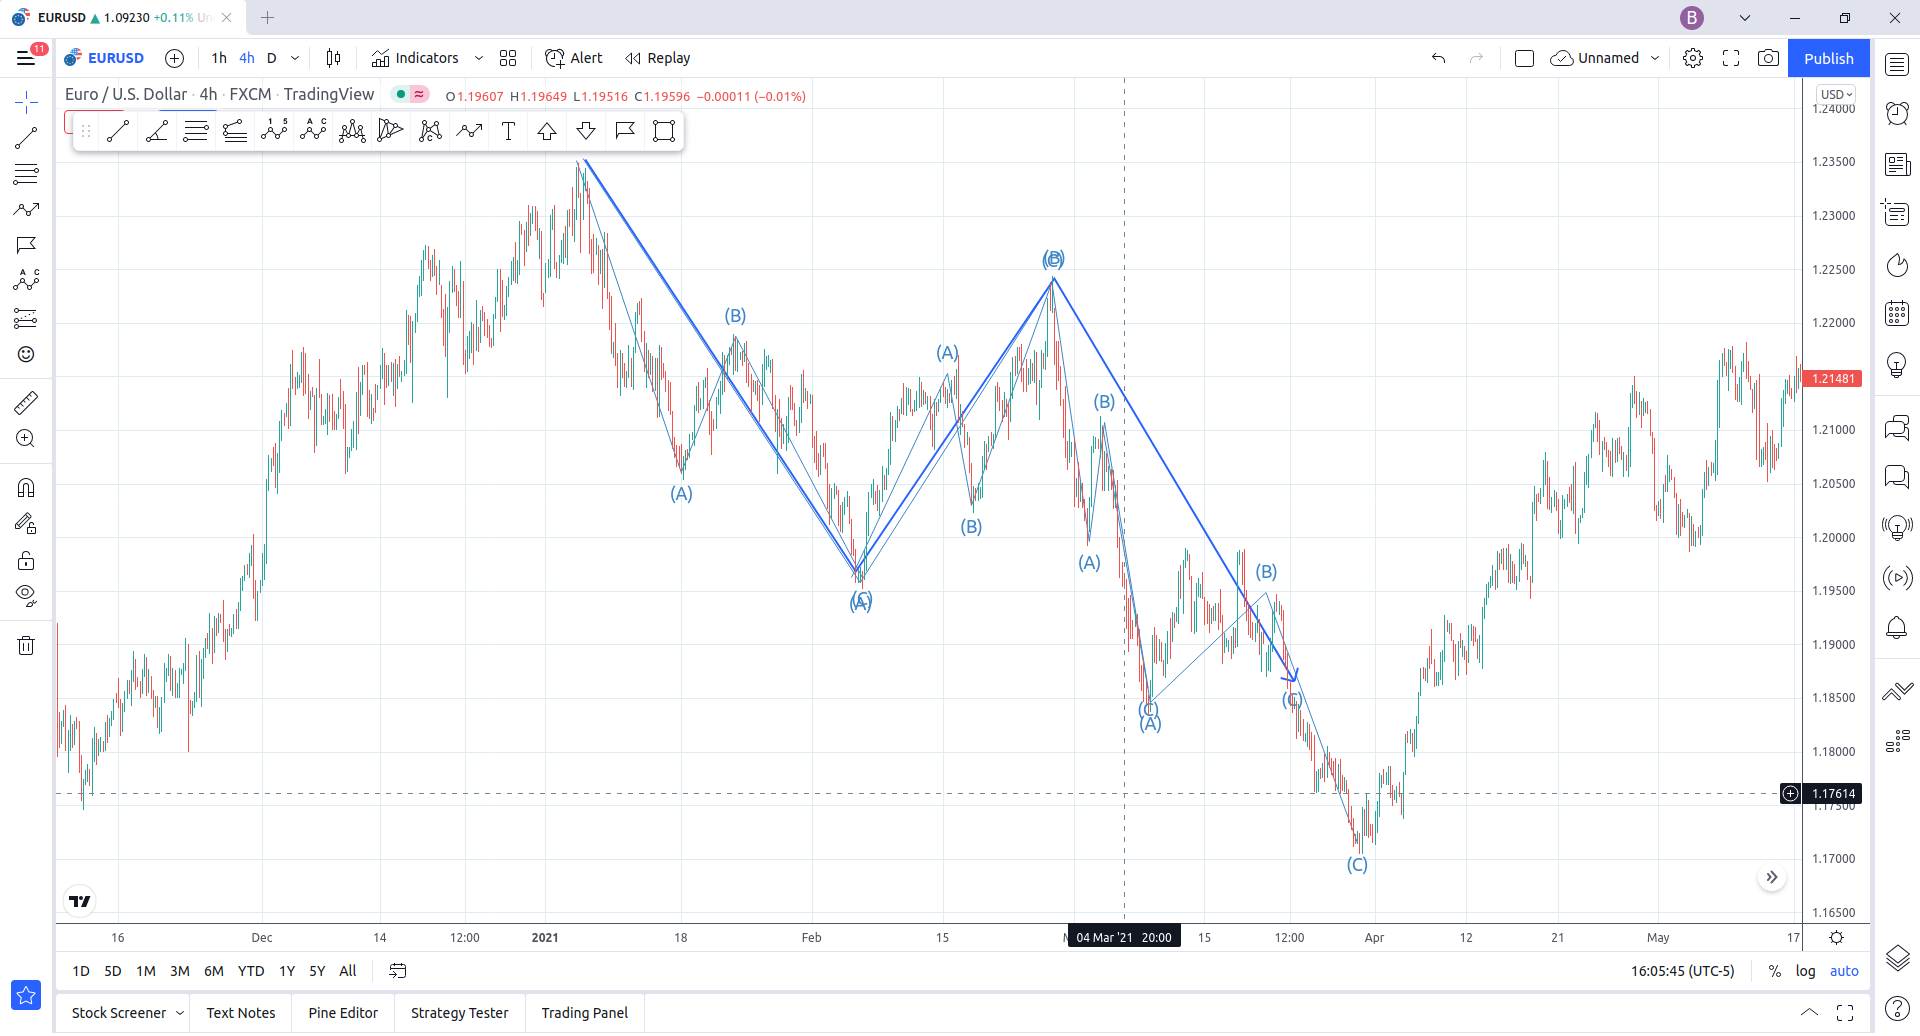 EURUSD ▲ 1.09230 +0.11% Un
B
11
EURUSD 1h 4h D Indicators Alert Replay Unnamed Publish
Euro / U.S. Dollar · 4h · FXCM · TradingView
O1.19607 H1.19649 L1.19516 C1.19596 −0.00011 (−0.01%)
USD
1.24000
1.23500
1.23000
1.22500
1.22000
1.21481
1.21000
1.20500
1.20000
1.19500
1.19000
1.18500
1.18000
1.17614
1.17500
1.17000
1.16500
1 5
A C
T
A C
(B)
(C)
(B)
(A)
(B)
(A)
(B)
(A)
(B)
(A)
(C)
(A)
(C)
(A)
(C)
(C)
16 Dec 14 12:00 2021 18 Feb 15 04 Mar '21 20:00 15 12:00 Apr 12 21 May 17
1D 5D 1M 3M 6M YTD 1Y 5Y All
16:05:45 (UTC-5) % log auto
Stock Screener Text Notes Pine Editor Strategy Tester Trading Panel